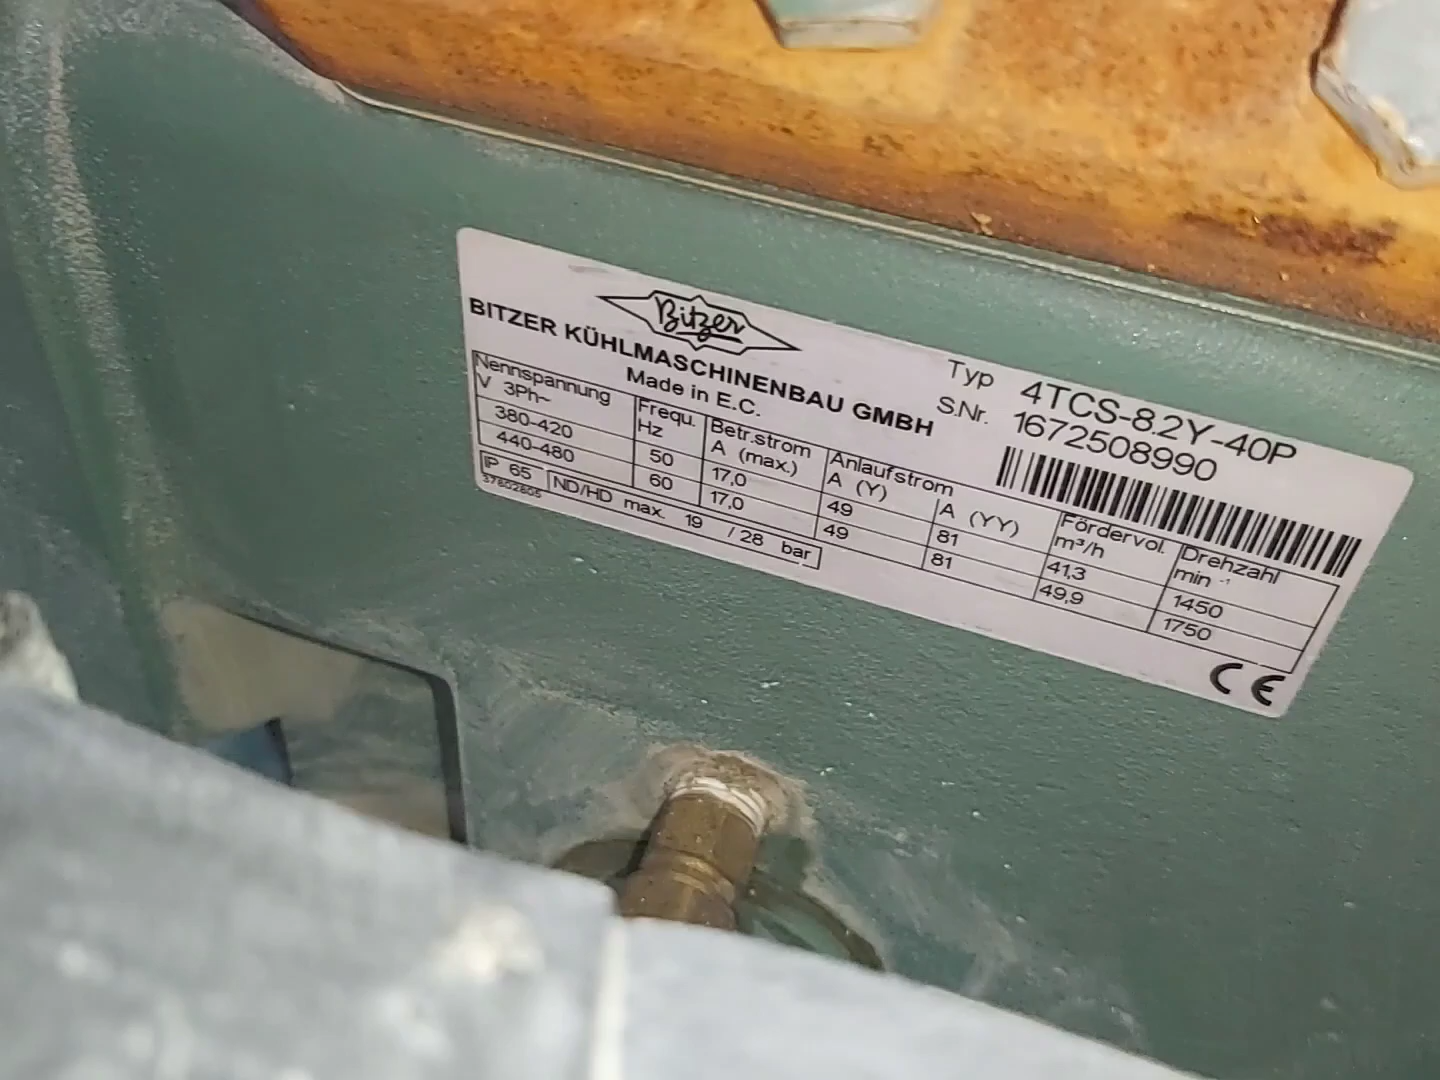 Bitzer
BITZER KÜHLMASCHINENBAU GMBH
Made in E.C.
Typ 4TCS-8.2Y-40P
S.Nr. 1672508990
Nennspannung V 3Ph~ Frequ. Hz Betr.strom A (max.) Anlaufstrom A (Y) A (YY) Fördervol. m³/h Drehzahl min⁻¹
380-420 50 17,0 49 81 41,3 1450
440-480 60 17,0 49 81 49,9 1750
IP 65 ND/HD max. 19 / 28 bar
37802805
CE